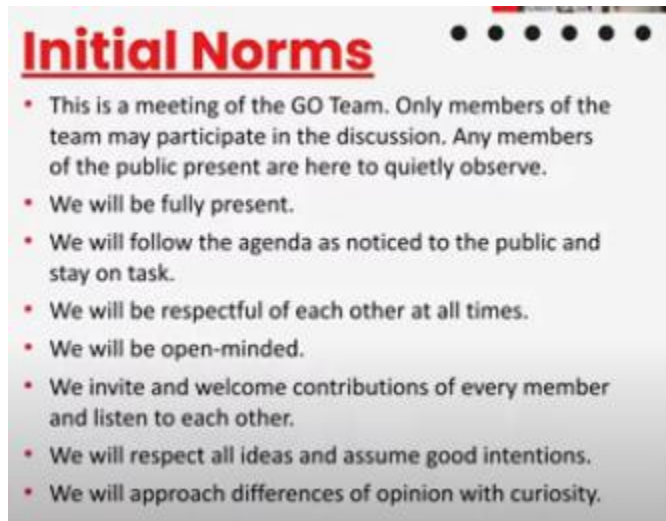 Initial Norms
• This is a meeting of the GO Team. Only members of the
team may participate in the discussion. Any members
of the public present are here to quietly observe.
• We will be fully present.
• We will follow the agenda as noticed to the public and
stay on task.
• We will be respectful of each other at all times.
• We will be open-minded.
• We invite and welcome contributions of every member
and listen to each other.
• We will respect all ideas and assume good intentions.
• We will approach differences of opinion with curiosity.